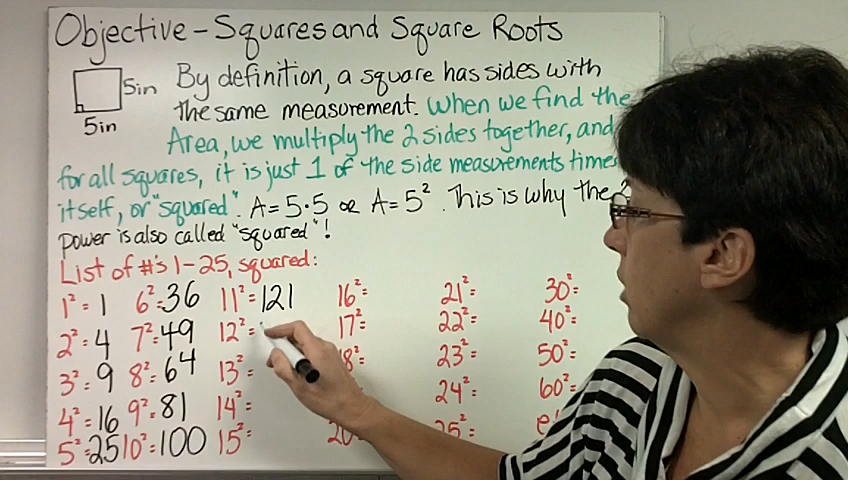 Objective - Squares and Square Roots
5in
5in
By definition, a square has sides with
the same measurement. When we find the
Area, we multiply the 2 sides together, and
for all squares, it is just 1 of the side measurements times
itself, or "squared". A = 5·5 or A = 5². This is why the
power is also called "squared"!
List of #'s 1-25, squared:
1² = 1 6² = 36 11² = 121 16² = 21² = 30² =
2² = 4 7² = 49 12² = 17² = 22² = 40² =
3² = 9 8² = 64 13² = 8² = 23² = 50² =
4² = 16 9² = 81 14² = 24² = 60² =
5² = 25 10² = 100 15² = 20 25² =